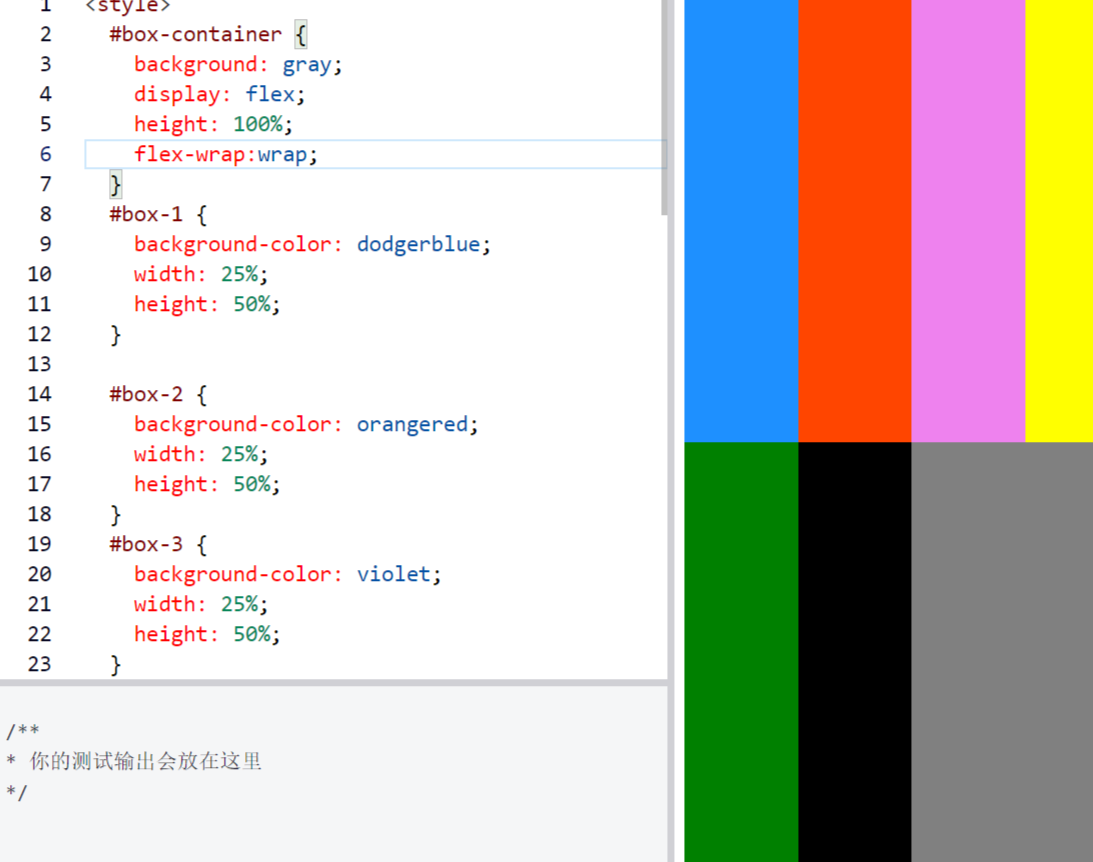 1 <style>
2 #box-container {
3 background: gray;
4 display: flex;
5 height: 100%;
6 flex-wrap:wrap;
7 }
8 #box-1 {
9 background-color: dodgerblue;
10 width: 25%;
11 height: 50%;
12 }
13
14 #box-2 {
15 background-color: orangered;
16 width: 25%;
17 height: 50%;
18 }
19 #box-3 {
20 background-color: violet;
21 width: 25%;
22 height: 50%;
23 }
/**
* 你的测试输出会放在这里
*/